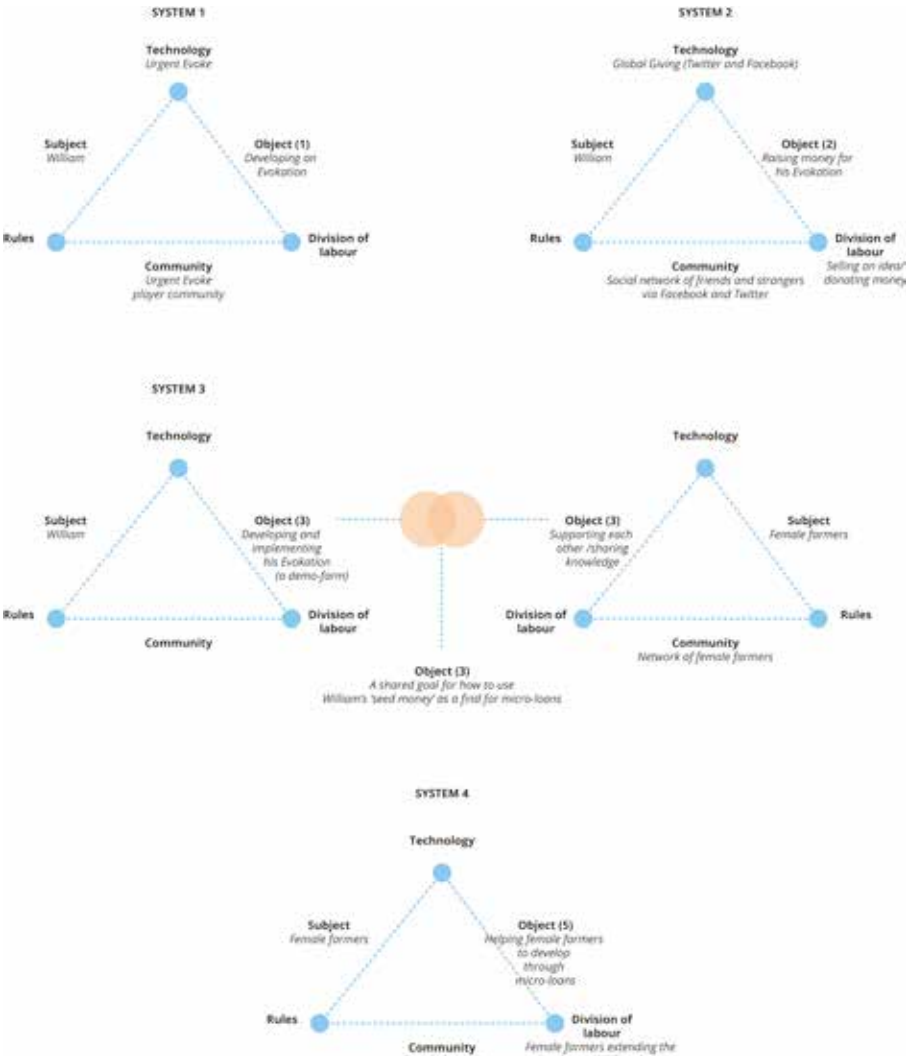 SYSTEM 1
Technology
Urgent Evoke
Subject
William
Object (1)
Developing an
Evokation
Rules
Division of
labour
Community
Urgent Evoke
player community
SYSTEM 2
Technology
Global Giving (Twitter and Facebook)
Subject
William
Object (2)
Raising money for
his Evokation
Rules
Division of
labour
Selling an idea/
donating money
Community
Social network of friends and strangers
via Facebook and Twitter
SYSTEM 3
Technology
Subject
William
Object (3)
Developing and
implementing
his Evokation
(a demo-farm)
Rules
Division of
labour
Community
Technology
Object (3)
Supporting each
other /sharing
knowledge
Subject
Female farmers
Division of
labour
Rules
Community
Network of female farmers
Object (3)
A shared goal for how to use
William's 'seed money' as a find for micro-loans
SYSTEM 4
Technology
Subject
Female farmers
Object (5)
Helping female farmers
to develop
through
micro-loans
Rules
Division of
labour
Female farmers extending the
Community